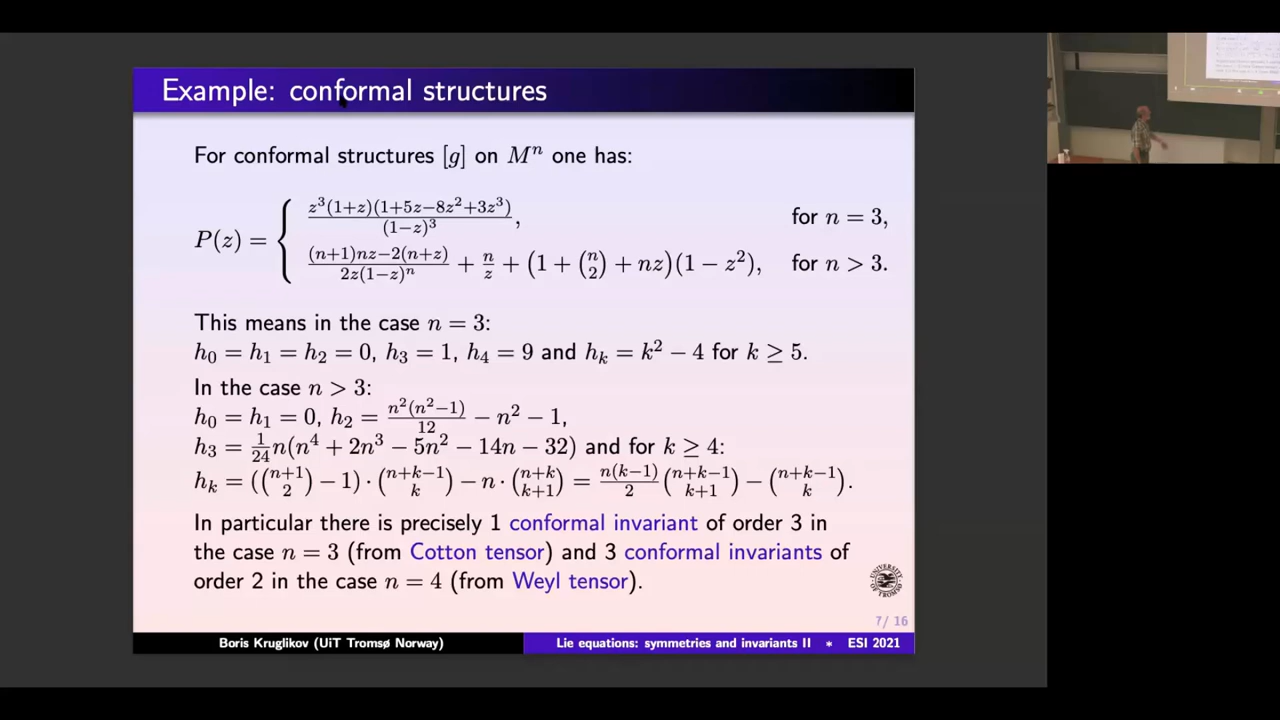 Example: conformal structures
For conformal structures [g] on Mⁿ one has:
P(z) = { z³(1+z)(1+5z−8z²+3z³) / (1−z)³, for n = 3,
((n+1)nz−2(n+z)) / (2z(1−z)ⁿ) + n/z + (1 + (n choose 2) + nz)(1 − z²), for n > 3.
This means in the case n = 3:
h₀ = h₁ = h₂ = 0, h₃ = 1, h₄ = 9 and hₖ = k² − 4 for k ≥ 5.
In the case n > 3:
h₀ = h₁ = 0, h₂ = n²(n²−1)/12 − n² − 1,
h₃ = 1/24 n(n⁴ + 2n³ − 5n² − 14n − 32) and for k ≥ 4:
hₖ = ((n+1 choose 2) − 1) · (n+k−1 choose k) − n · (n+k choose k+1) = n(k−1)/2 (n+k−1 choose k+1) − (n+k−1 choose k).
In particular there is precisely 1 conformal invariant of order 3 in
the case n = 3 (from Cotton tensor) and 3 conformal invariants of
order 2 in the case n = 4 (from Weyl tensor).
UNIVERSITY OF TROMSØ
7/ 16
Boris Kruglikov (UiT Tromsø Norway)
Lie equations: symmetries and invariants II * ESI 2021